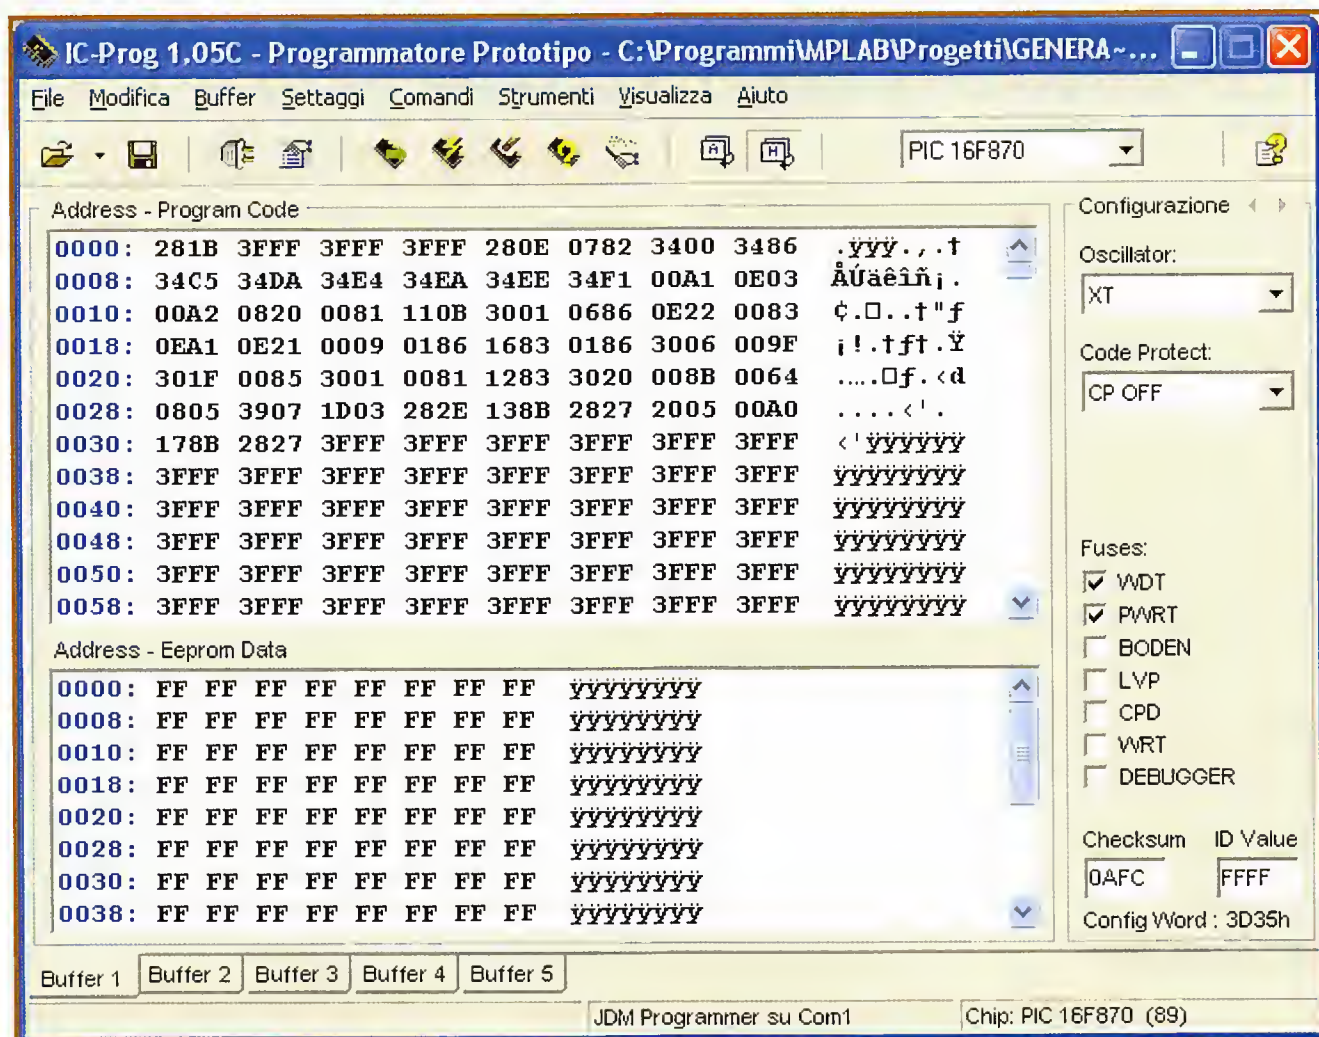 IC-Prog 1.05C - Programmatore Prototipo - C:\Programmi\MPLAB\Progetti\GENERA~...
File Modifica Buffer Settaggi Comandi Strumenti Visualizza Aiuto
PIC 16F870
Address - Program Code
0000: 281B 3FFF 3FFF 3FFF 280E 0782 3400 3486 .ÿÿÿ.‚.†
0008: 34C5 34DA 34E4 34EA 34EE 34F1 00A1 0E03 ÅÚäêîñ¡.
0010: 00A2 0820 0081 110B 3001 0686 0E22 0083 ¢.□..†"ƒ
0018: 0EA1 0E21 0009 0186 1683 0186 3006 009F ¡!.†ƒ†.Ÿ
0020: 301F 0085 3001 0081 1283 3020 008B 0064 .....□ƒ.<d
0028: 0805 3907 1D03 282E 138B 2827 2005 00A0 ....<'.
0030: 178B 2827 3FFF 3FFF 3FFF 3FFF 3FFF 3FFF <'ÿÿÿÿÿÿ
0038: 3FFF 3FFF 3FFF 3FFF 3FFF 3FFF 3FFF 3FFF ÿÿÿÿÿÿÿÿ
0040: 3FFF 3FFF 3FFF 3FFF 3FFF 3FFF 3FFF 3FFF ÿÿÿÿÿÿÿÿ
0048: 3FFF 3FFF 3FFF 3FFF 3FFF 3FFF 3FFF 3FFF ÿÿÿÿÿÿÿÿ
0050: 3FFF 3FFF 3FFF 3FFF 3FFF 3FFF 3FFF 3FFF ÿÿÿÿÿÿÿÿ
0058: 3FFF 3FFF 3FFF 3FFF 3FFF 3FFF 3FFF 3FFF ÿÿÿÿÿÿÿÿ
Address - Eeprom Data
0000: FF FF FF FF FF FF FF FF ÿÿÿÿÿÿÿÿ
0008: FF FF FF FF FF FF FF FF ÿÿÿÿÿÿÿÿ
0010: FF FF FF FF FF FF FF FF ÿÿÿÿÿÿÿÿ
0018: FF FF FF FF FF FF FF FF ÿÿÿÿÿÿÿÿ
0020: FF FF FF FF FF FF FF FF ÿÿÿÿÿÿÿÿ
0028: FF FF FF FF FF FF FF FF ÿÿÿÿÿÿÿÿ
0030: FF FF FF FF FF FF FF FF ÿÿÿÿÿÿÿÿ
0038: FF FF FF FF FF FF FF FF ÿÿÿÿÿÿÿÿ
Configurazione
Oscillator:
XT
Code Protect:
CP OFF
Fuses:
WDT
PWRT
BODEN
LVP
CPD
WRT
DEBUGGER
Checksum ID Value
0AFC FFFF
Config Word : 3D35h
Buffer 1 Buffer 2 Buffer 3 Buffer 4 Buffer 5
JDM Programmer su Com1 Chip: PIC 16F870 (89)